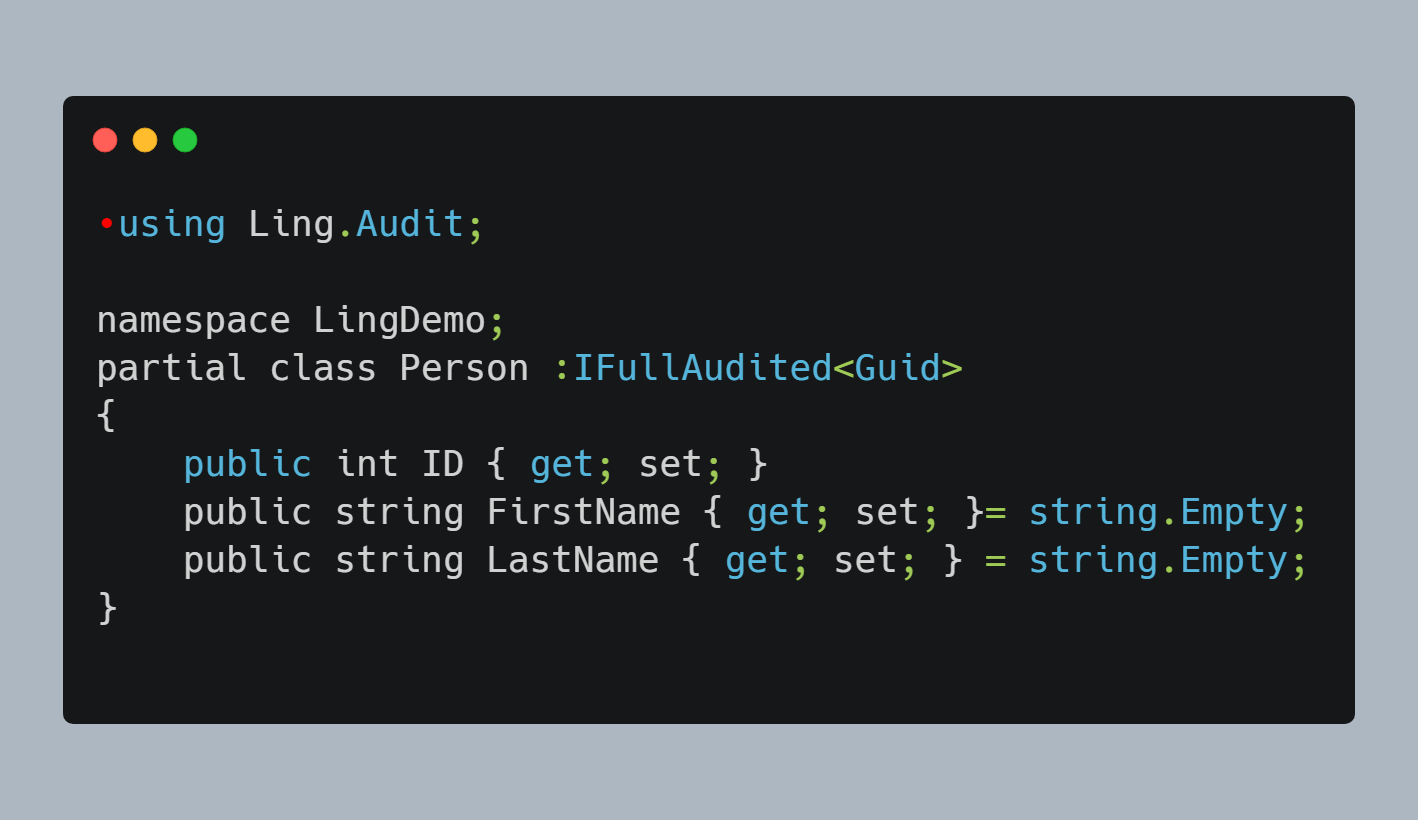 •using Ling.Audit;

namespace LingDemo;
partial class Person :IFullAudited<Guid>
{
    public int ID { get; set; }
    public string FirstName { get; set; }= string.Empty;
    public string LastName { get; set; } = string.Empty;
}